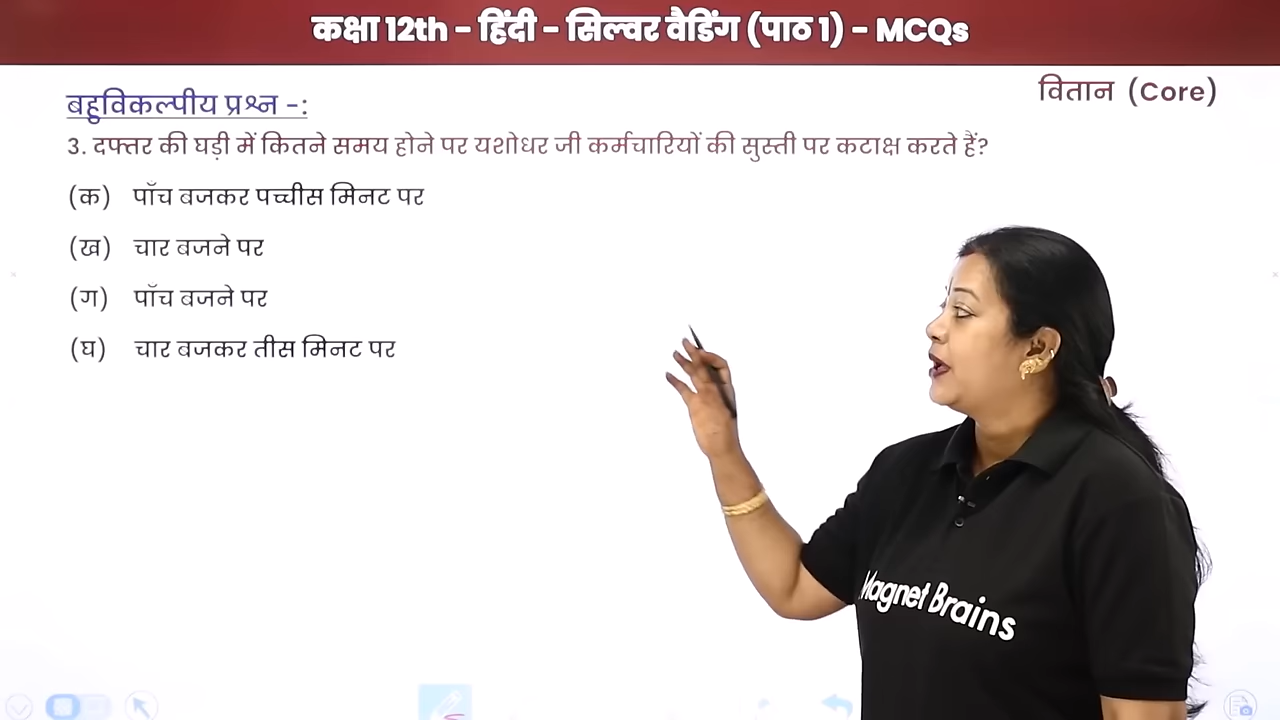 कक्षा 12th - हिंदी - सिल्वर वैडिंग (पाठ 1) - MCQs
वितान (Core)
बहुविकल्पीय प्रश्न -:
3. दफ्तर की घड़ी में कितने समय होने पर यशोधर जी कर्मचारियों की सुस्ती पर कटाक्ष करते हैं?
(क) पाँच बजकर पच्चीस मिनट पर
(ख) चार बजने पर
(ग) पाँच बजने पर
(घ) चार बजकर तीस मिनट पर
Magnet Brains